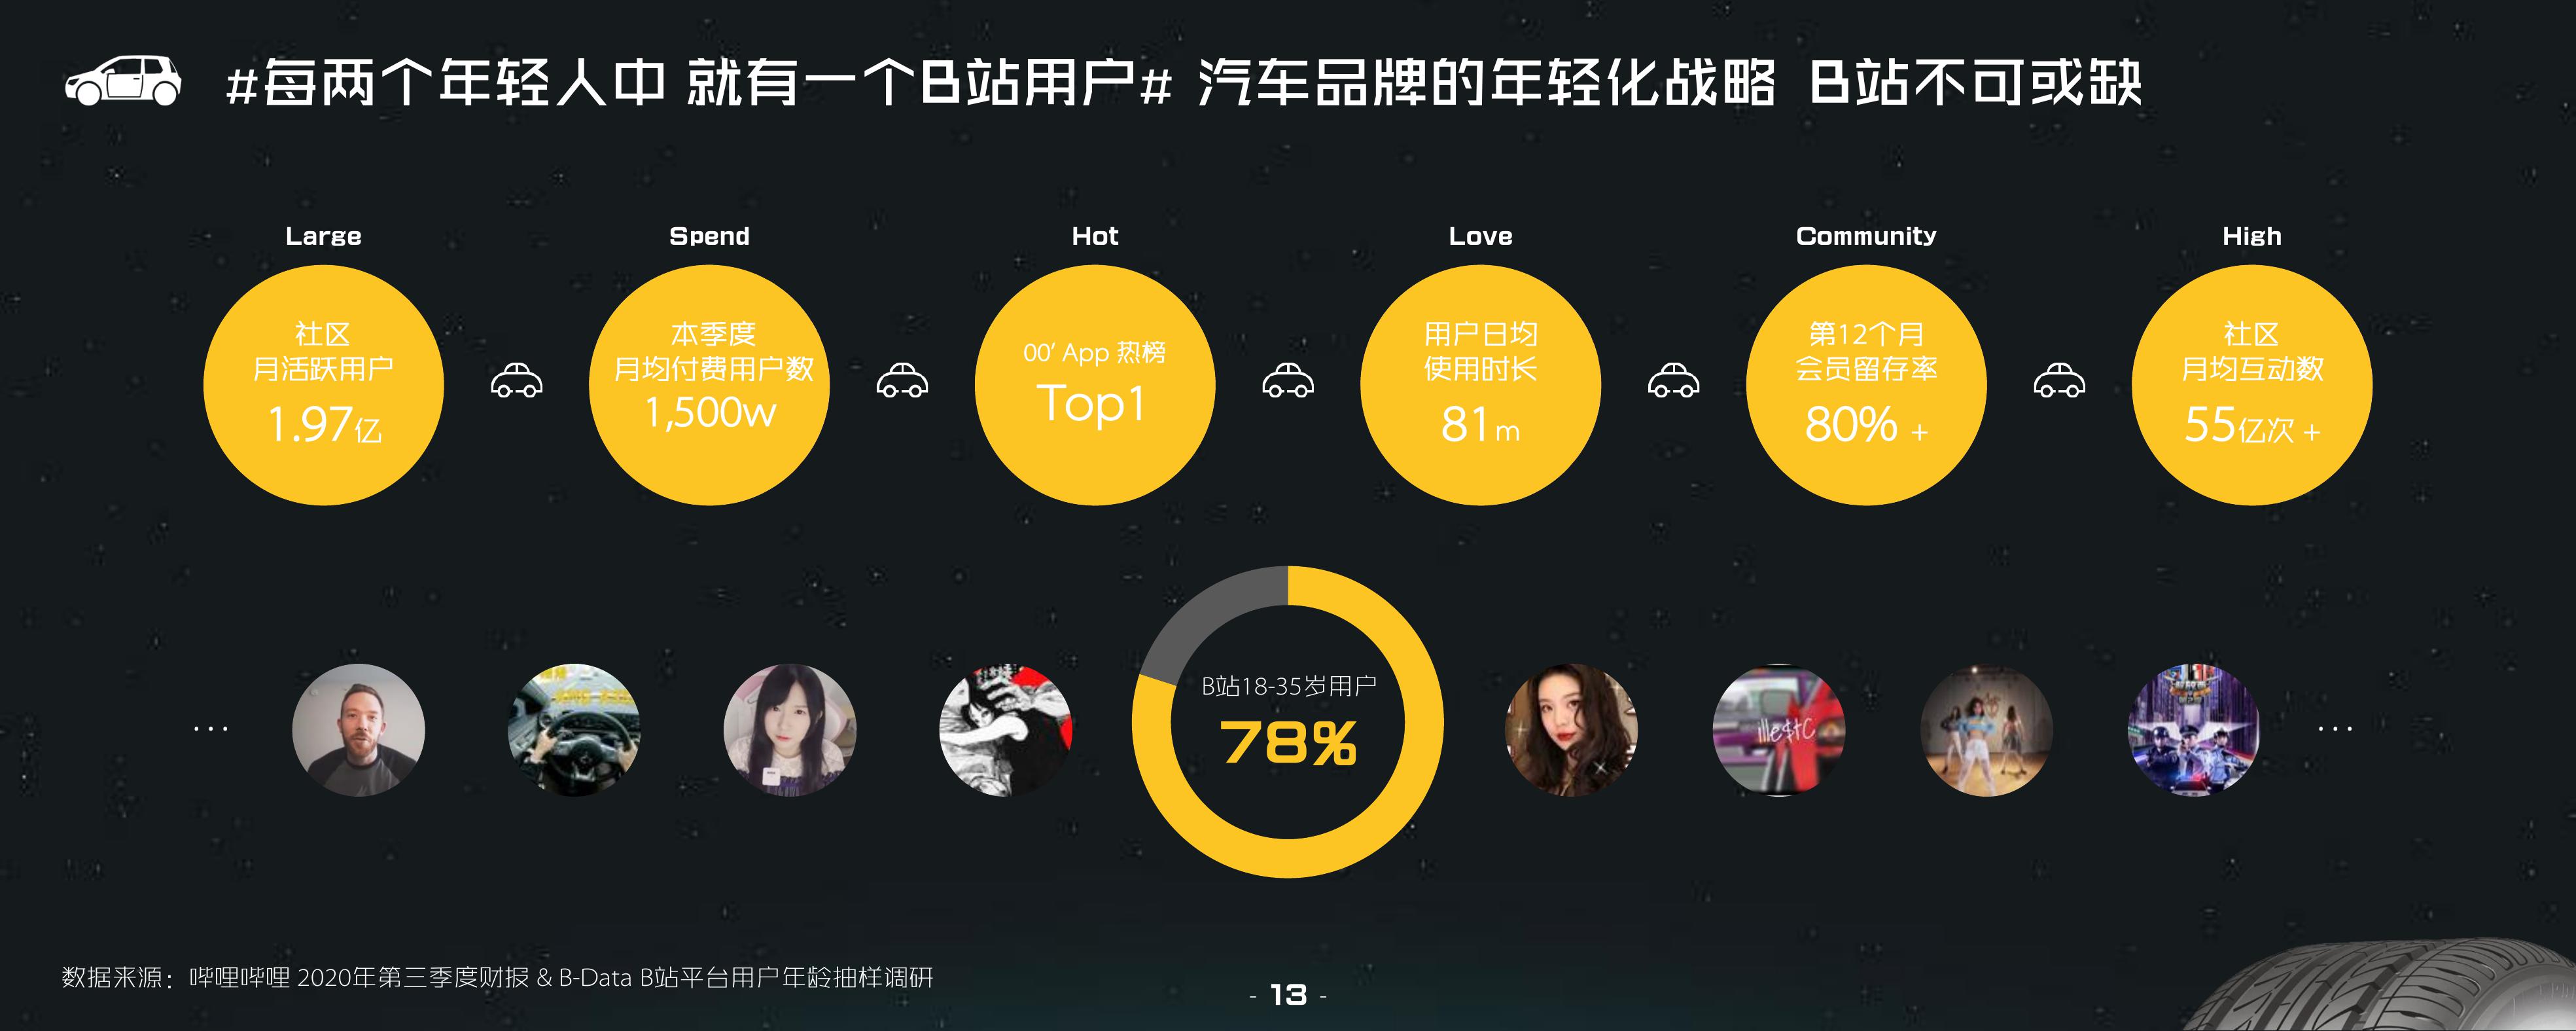 #每两个年轻人中 就有一个B站用户# 汽车品牌的年轻化战略 B站不可或缺
Large
Spend
Hot
Love
Community
High
社区
月活跃用户
1.97亿
本季度
月均付费用户数
1,500w
00' App 热榜
Top1
用户日均
使用时长
81m
第12个月
会员留存率
80% +
社区
月均互动数
55亿次 +
...
illestC
B站18-35岁用户
78%
...
数据来源：哔哩哔哩 2020年第三季度财报 & B-Data B站平台用户年龄抽样调研
- 13 -